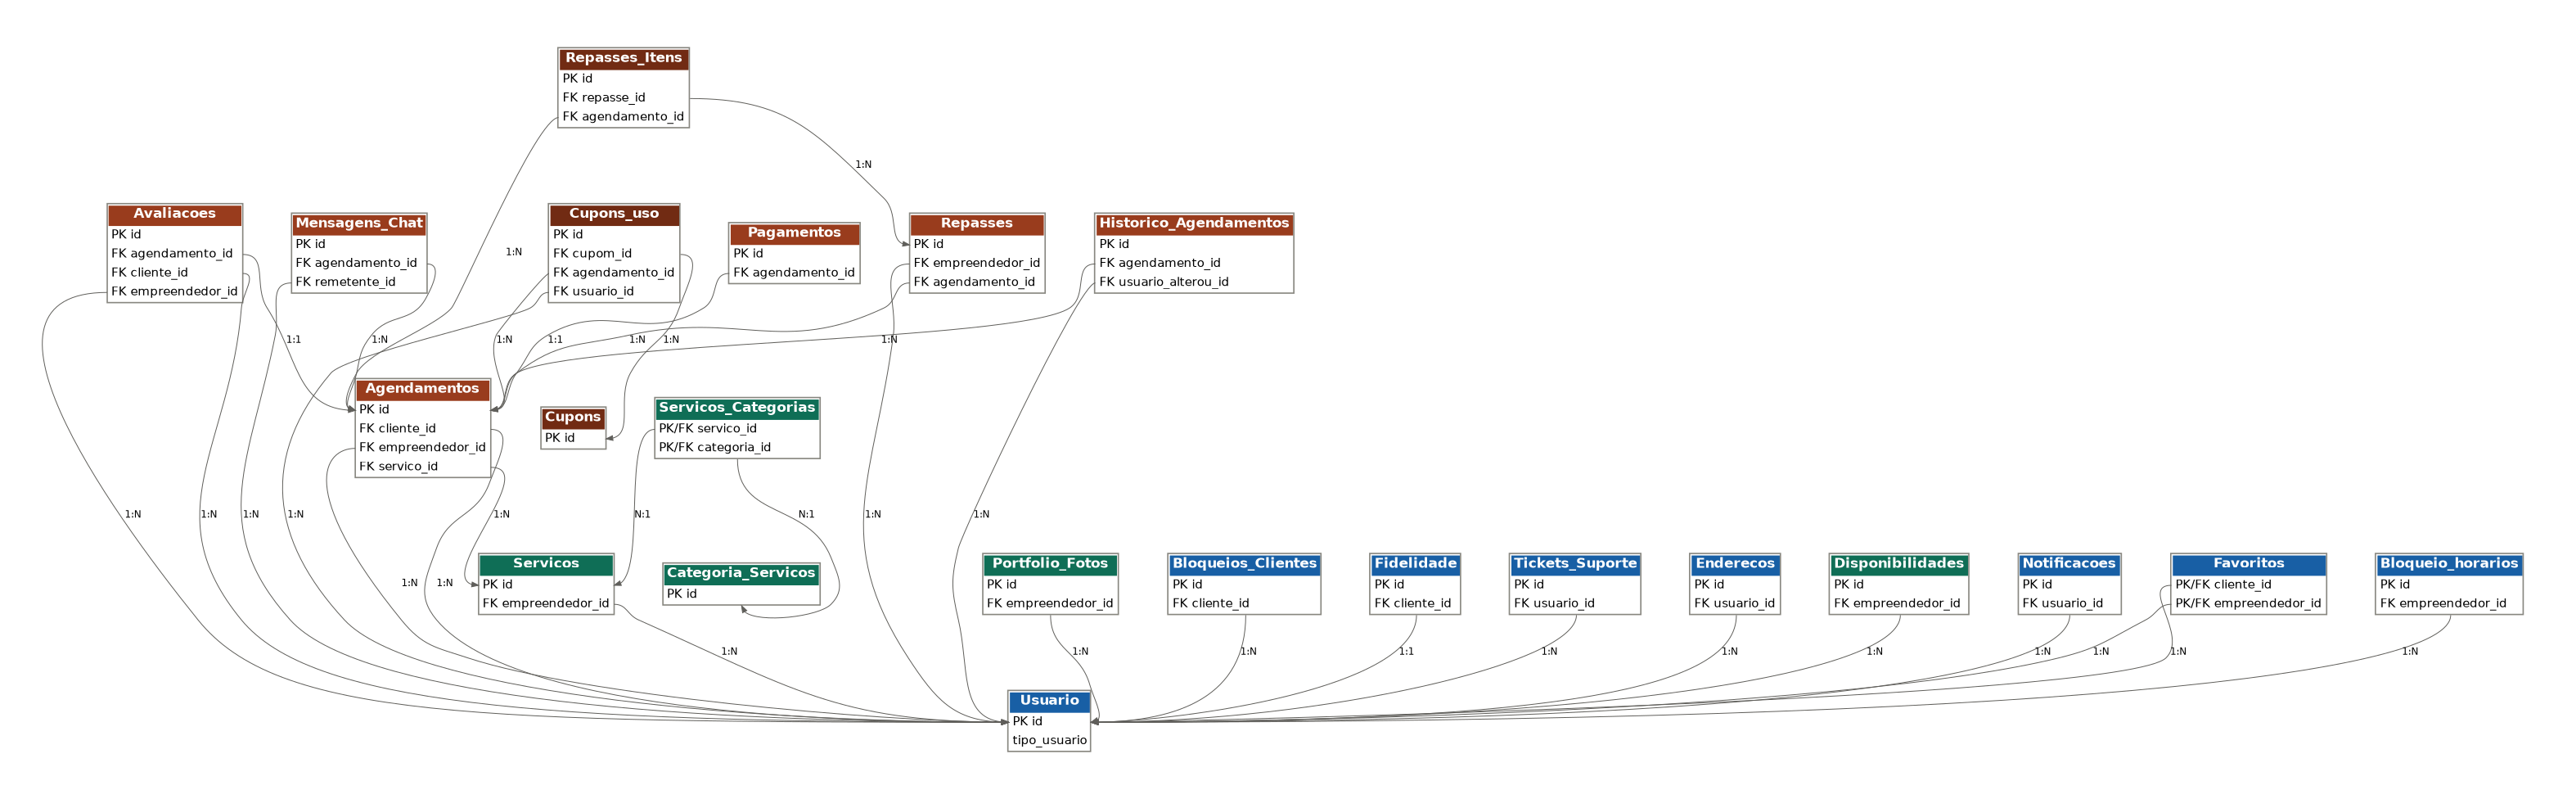 Repasses_Itens
PK id
FK repasse_id
FK agendamento_id
1:N
1:N
Avaliacoes
PK id
FK agendamento_id
FK cliente_id
FK empreendedor_id
Mensagens_Chat
PK id
FK agendamento_id
FK remetente_id
Cupons_uso
PK id
FK cupom_id
FK agendamento_id
FK usuario_id
Pagamentos
PK id
FK agendamento_id
Repasses
PK id
FK empreendedor_id
FK agendamento_id
Historico_Agendamentos
PK id
FK agendamento_id
FK usuario_alterou_id
1:1
1:N
1:N
1:1
1:N
1:N
1:N
Agendamentos
PK id
FK cliente_id
FK empreendedor_id
FK servico_id
Cupons
PK id
Servicos_Categorias
PK/FK servico_id
PK/FK categoria_id
1:N
1:N
1:N
1:N
1:N
N:1
N:1
1:N
1:N
1:N
1:N
Servicos
PK id
FK empreendedor_id
Categoria_Servicos
PK id
Portfolio_Fotos
PK id
FK empreendedor_id
Bloqueios_Clientes
PK id
FK cliente_id
Fidelidade
PK id
FK cliente_id
Tickets_Suporte
PK id
FK usuario_id
Enderecos
PK id
FK usuario_id
Disponibilidades
PK id
FK empreendedor_id
Notificacoes
PK id
FK usuario_id
Favoritos
PK/FK cliente_id
PK/FK empreendedor_id
Bloqueio_horarios
PK id
FK empreendedor_id
1:N
1:N
1:N
1:1
1:N
1:N
1:N
1:N
1:N
1:N
1:N
Usuario
PK id
tipo_usuario